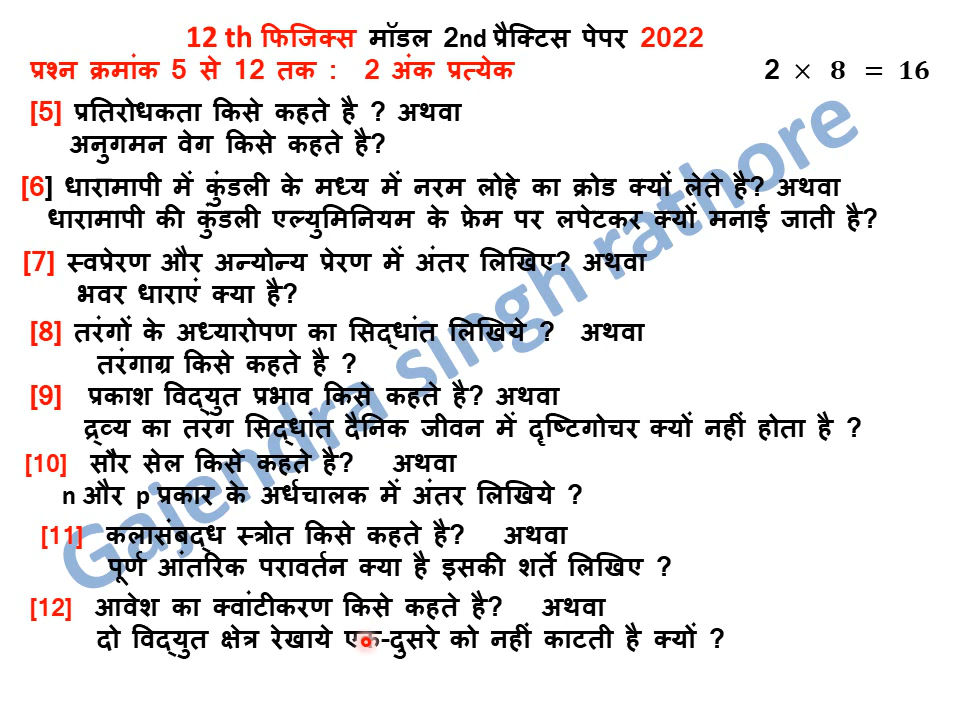 12 th फिजिक्स मॉडल 2nd प्रैक्टिस पेपर 2022
प्रश्न क्रमांक 5 से 12 तक : 2 अंक प्रत्येक 2 × 8 = 16
[5] प्रतिरोधकता किसे कहते है ? अथवा
अनुगमन वेग किसे कहते है?
[6] धारामापी में कुंडली के मध्य में नरम लोहे का क्रोड क्यों लेते है? अथवा
धारामापी की कुंडली एल्युमिनियम के फ्रेम पर लपेटकर क्यों मनाई जाती है?
[7] स्वप्रेरण और अन्योन्य प्रेरण में अंतर लिखिए? अथवा
भवर धाराएं क्या है?
[8] तरंगों के अध्यारोपण का सिद्धांत लिखिये ? अथवा
तरंगाग्र किसे कहते है ?
[9] प्रकाश विद्युत प्रभाव किसे कहते है? अथवा
द्रव्य का तरंग सिद्धांत दैनिक जीवन में दृष्टिगोचर क्यों नहीं होता है ?
[10] सौर सेल किसे कहते है? अथवा
n और p प्रकार के अर्धचालक में अंतर लिखिये ?
[11] कलासंबद्ध स्त्रोत किसे कहते है? अथवा
पूर्ण आंतरिक परावर्तन क्या है इसकी शर्ते लिखिए ?
[12] आवेश का क्वांटीकरण किसे कहते है? अथवा
दो विद्युत क्षेत्र रेखाये एक-दुसरे को नहीं काटती है क्यों ?
Gajendra singh rathore